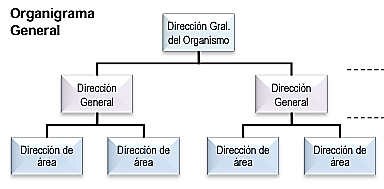 Organigrama
General
Dirección Gral.
del Organismo
Dirección
General
Dirección
General
Dirección de
área
Dirección de
área
Dirección de
área
Dirección de
área